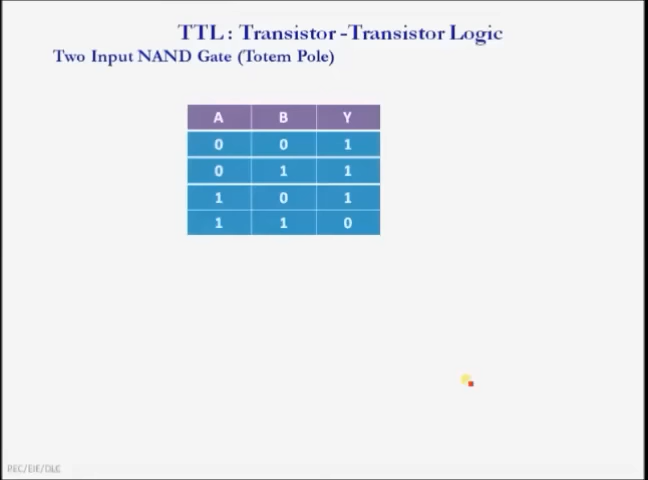 TTL : Transistor -Transistor Logic
Two Input NAND Gate (Totem Pole)
A B Y
0 0 1
0 1 1
1 0 1
1 1 0
REC/EIE/DLC